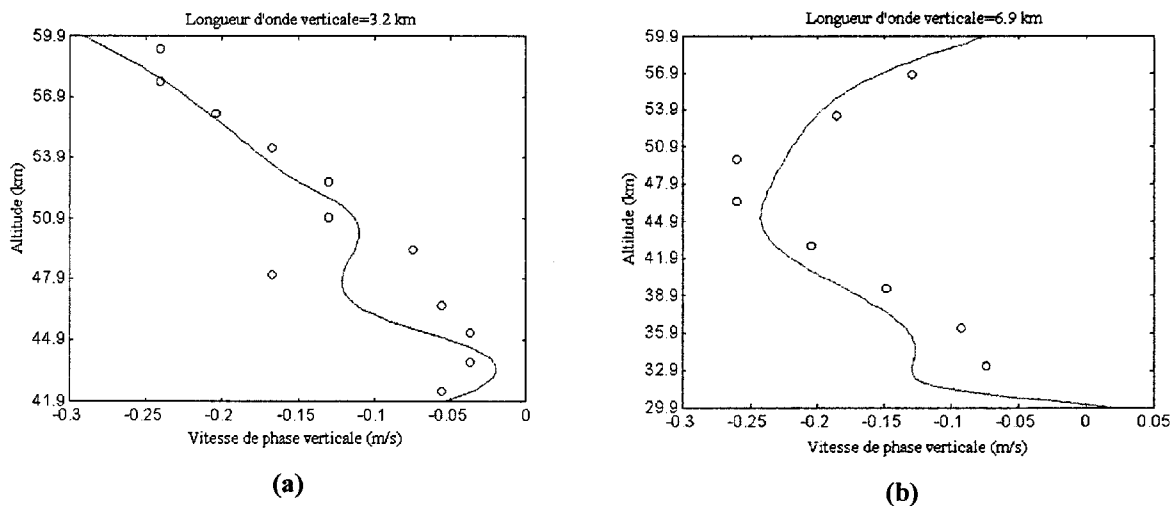 Longueur d'onde verticale=3.2 km
59.9
56.9
53.9
50.9
47.9
44.9
41.9
Altitude (km)
-0.3 -0.25 -0.2 -0.15 -0.1 -0.05 0
Vitesse de phase verticale (m/s)
(a)
Longueur d'onde verticale=6.9 km
59.9
56.9
53.9
50.9
47.9
44.9
41.9
38.9
35.9
32.9
29.9
Altitude (km)
-0.3 -0.25 -0.2 -0.15 -0.1 -0.05 0 0.05
Vitesse de phase verticale (m/s)
(b)